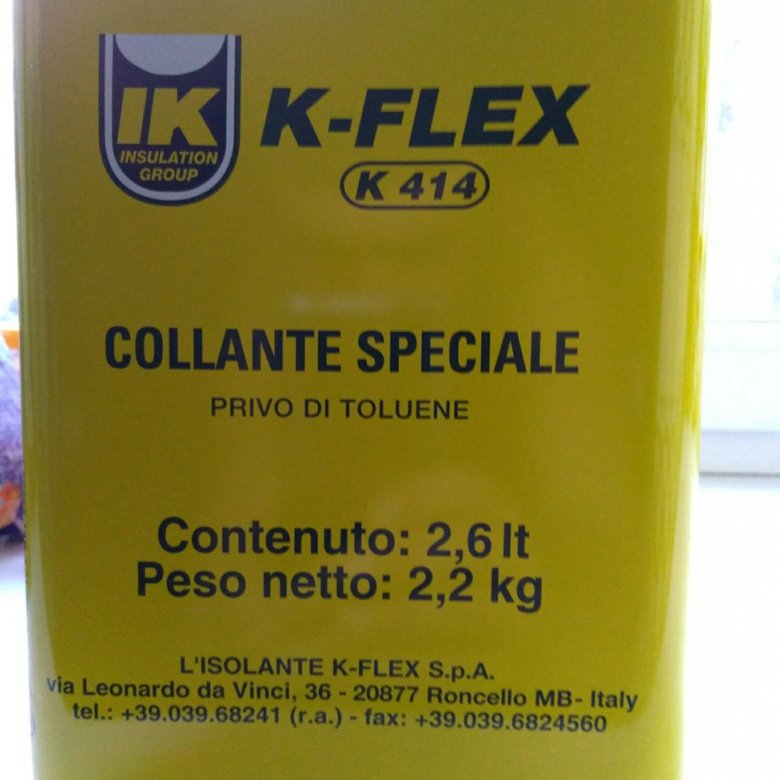 IK
INSULATION
GROUP
K-FLEX
K 414
COLLANTE SPECIALE
PRIVO DI TOLUENE
Contenuto: 2,6 lt
Peso netto: 2,2 kg
L'ISOLANTE K-FLEX S.p.A.
via Leonardo da Vinci, 36 - 20877 Roncello MB- Italy
tel.: +39.039.68241 (r.a.) - fax: +39.039.6824560